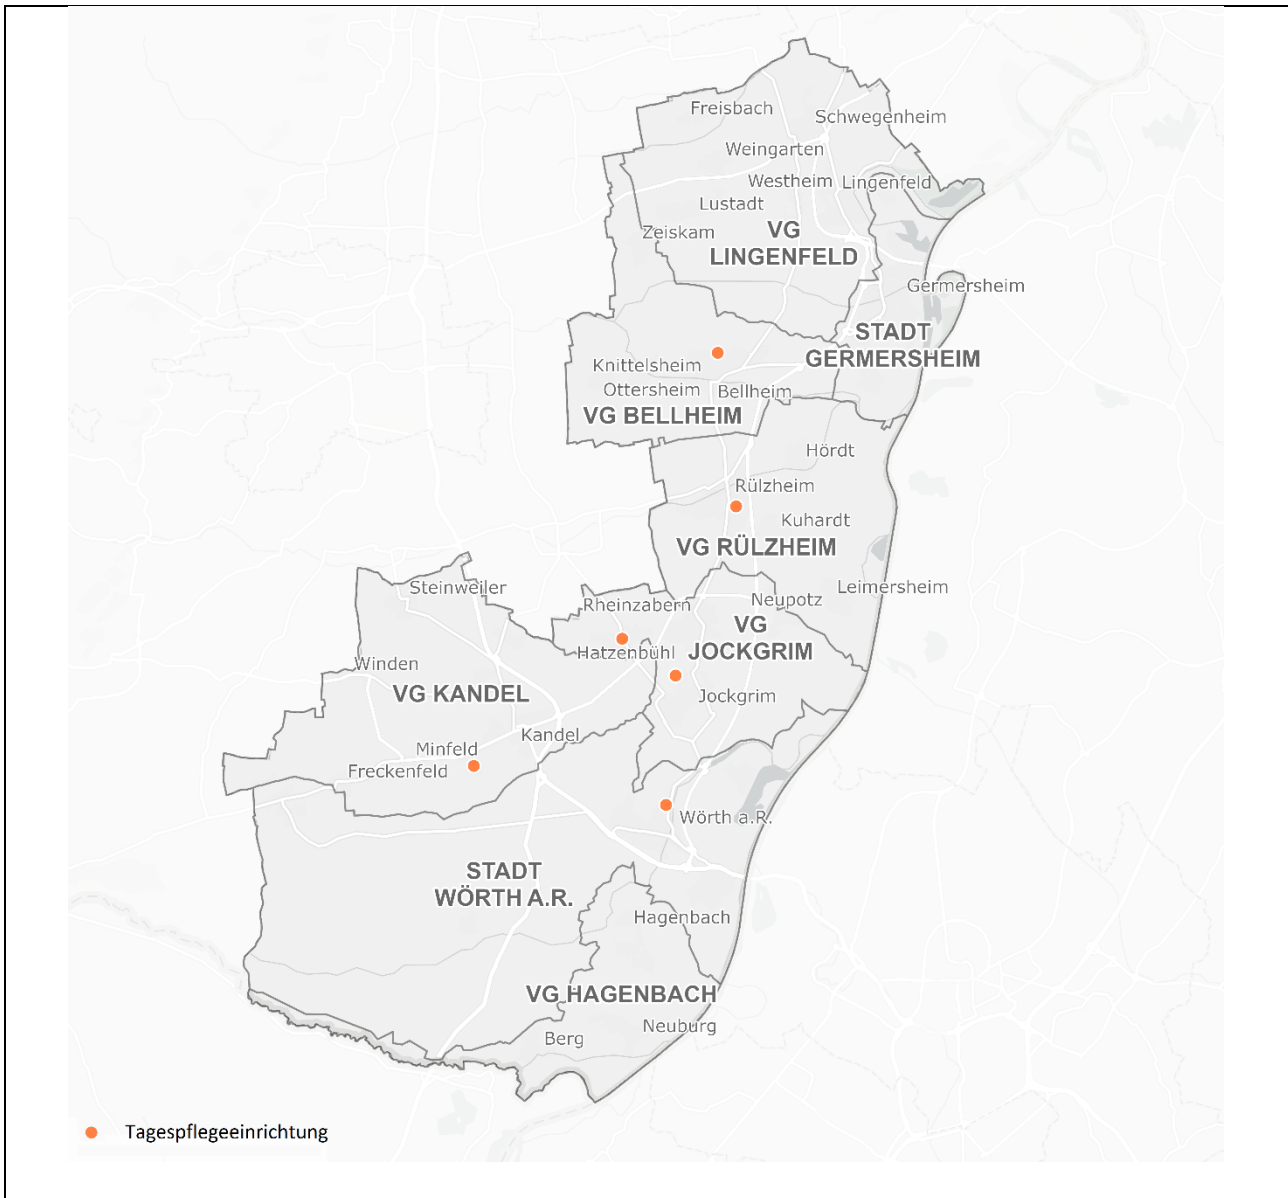 Freisbach
Schwegenheim
Weingarten
Westheim
Lingenfeld
Lustadt
Zeiskam
VG
LINGENFELD
Germersheim
STADT
GERMERSHEIM
Knittelsheim
Ottersheim
Bellheim
VG BELLHEIM
Hördt
Rülzheim
Kuhardt
VG RÜLZHEIM
Leimersheim
Steinweiler
Rheinzabern
Neupotz
VG
JOCKGRIM
Hatzenbühl
Winden
VG KANDEL
Jockgrim
Kandel
Minfeld
Freckenfeld
Wörth a.R.
STADT
WÖRTH A.R.
Hagenbach
VG HAGENBACH
Neuburg
Berg
Tagespflegeeinrichtung